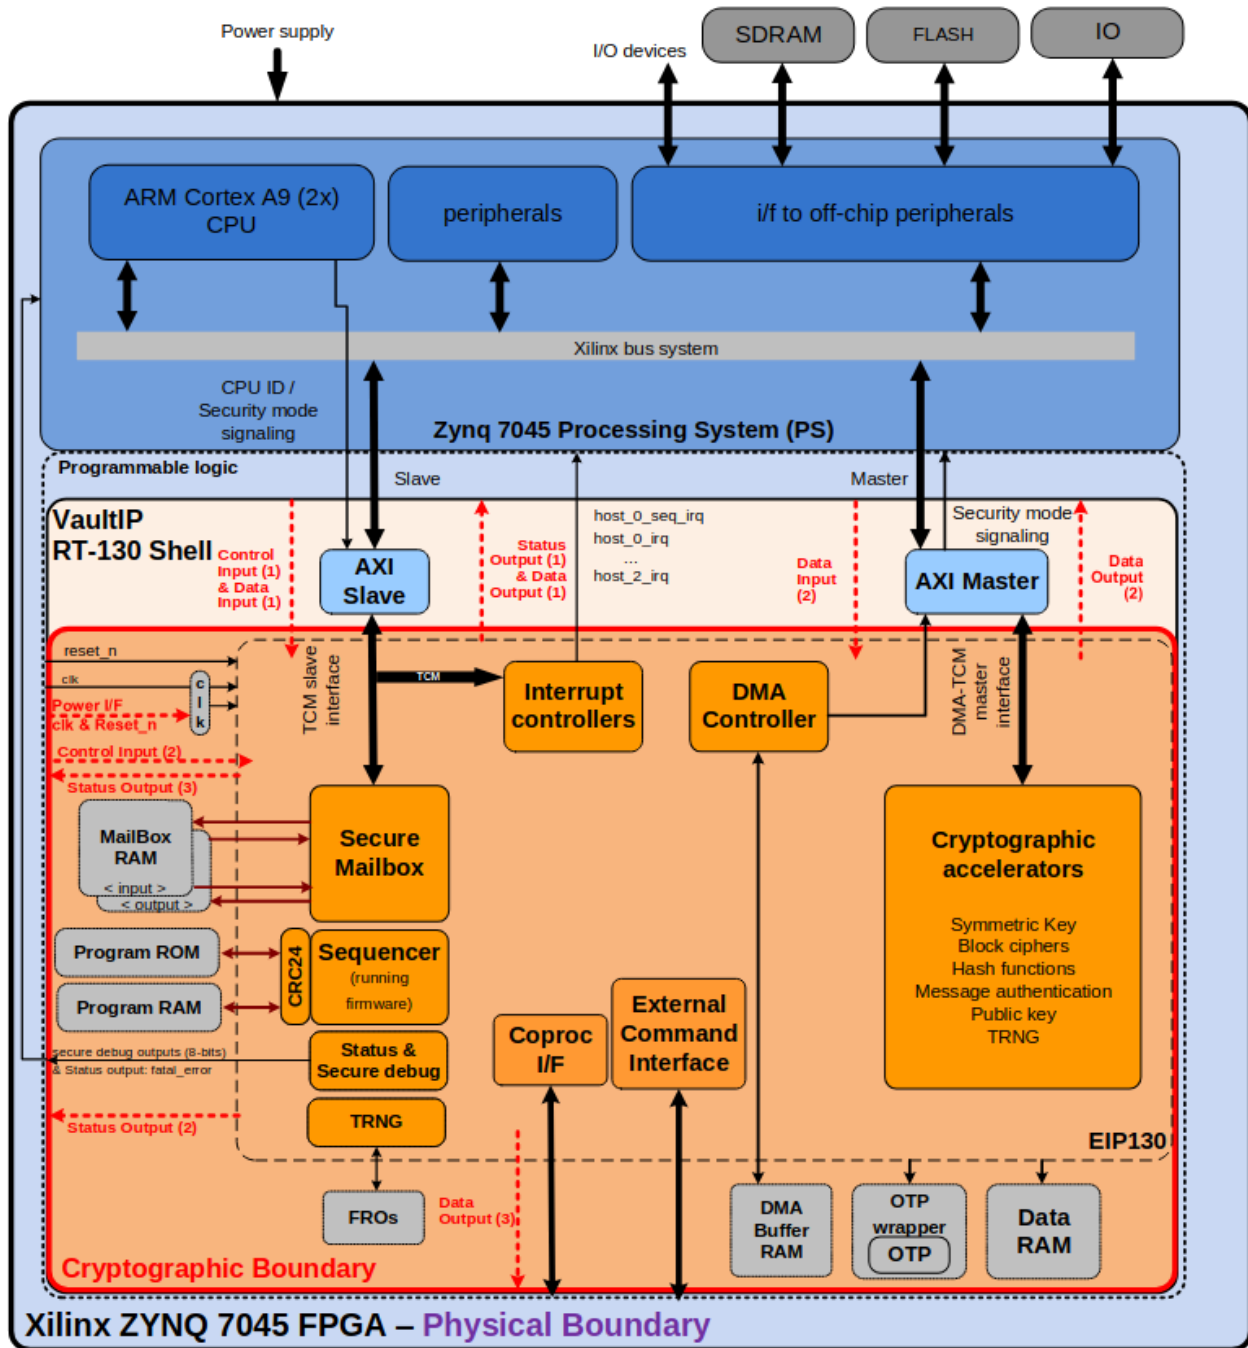 Power supply
I/O devices
SDRAM
FLASH
IO
ARM Cortex A9 (2x)
CPU
peripherals
i/f to off-chip peripherals
Xilinx bus system
CPU ID /
Security mode
signaling
Zynq 7045 Processing System (PS)
Programmable logic
Slave
Master
VaultIP
RT-130 Shell
Control
Input (1)
& Data
Input (1)
AXI
Slave
Status
Output (1)
& Data
Output (1)
host_0_seq_irq
host_0_irq
...
host_2_irq
Data
Input
(2)
Security mode
signaling
AXI Master
Data
Output
(2)
reset_n
clk
clk
Power I/F
clk & Reset_n
Control Input (2)
Status Output (3)
TCM slave
interface
TCM
Interrupt
controllers
DMA
Controller
DMA-TCM
master
interface
MailBox
RAM
< input >
< output >
Secure
Mailbox
Cryptographic
accelerators
Symmetric Key
Block ciphers
Hash functions
Message authentication
Public key
TRNG
Program ROM
Program RAM
CRC24
Sequencer
(running
firmware)
secure debug outputs (8-bits)
& Status output: fatal_error
Status &
Secure debug
Coproc
I/F
External
Command
Interface
Status Output (2)
TRNG
EIP130
FROs
Data
Output (3)
DMA
Buffer
RAM
OTP
wrapper
OTP
Data
RAM
Cryptographic Boundary
Xilinx ZYNQ 7045 FPGA – Physical Boundary